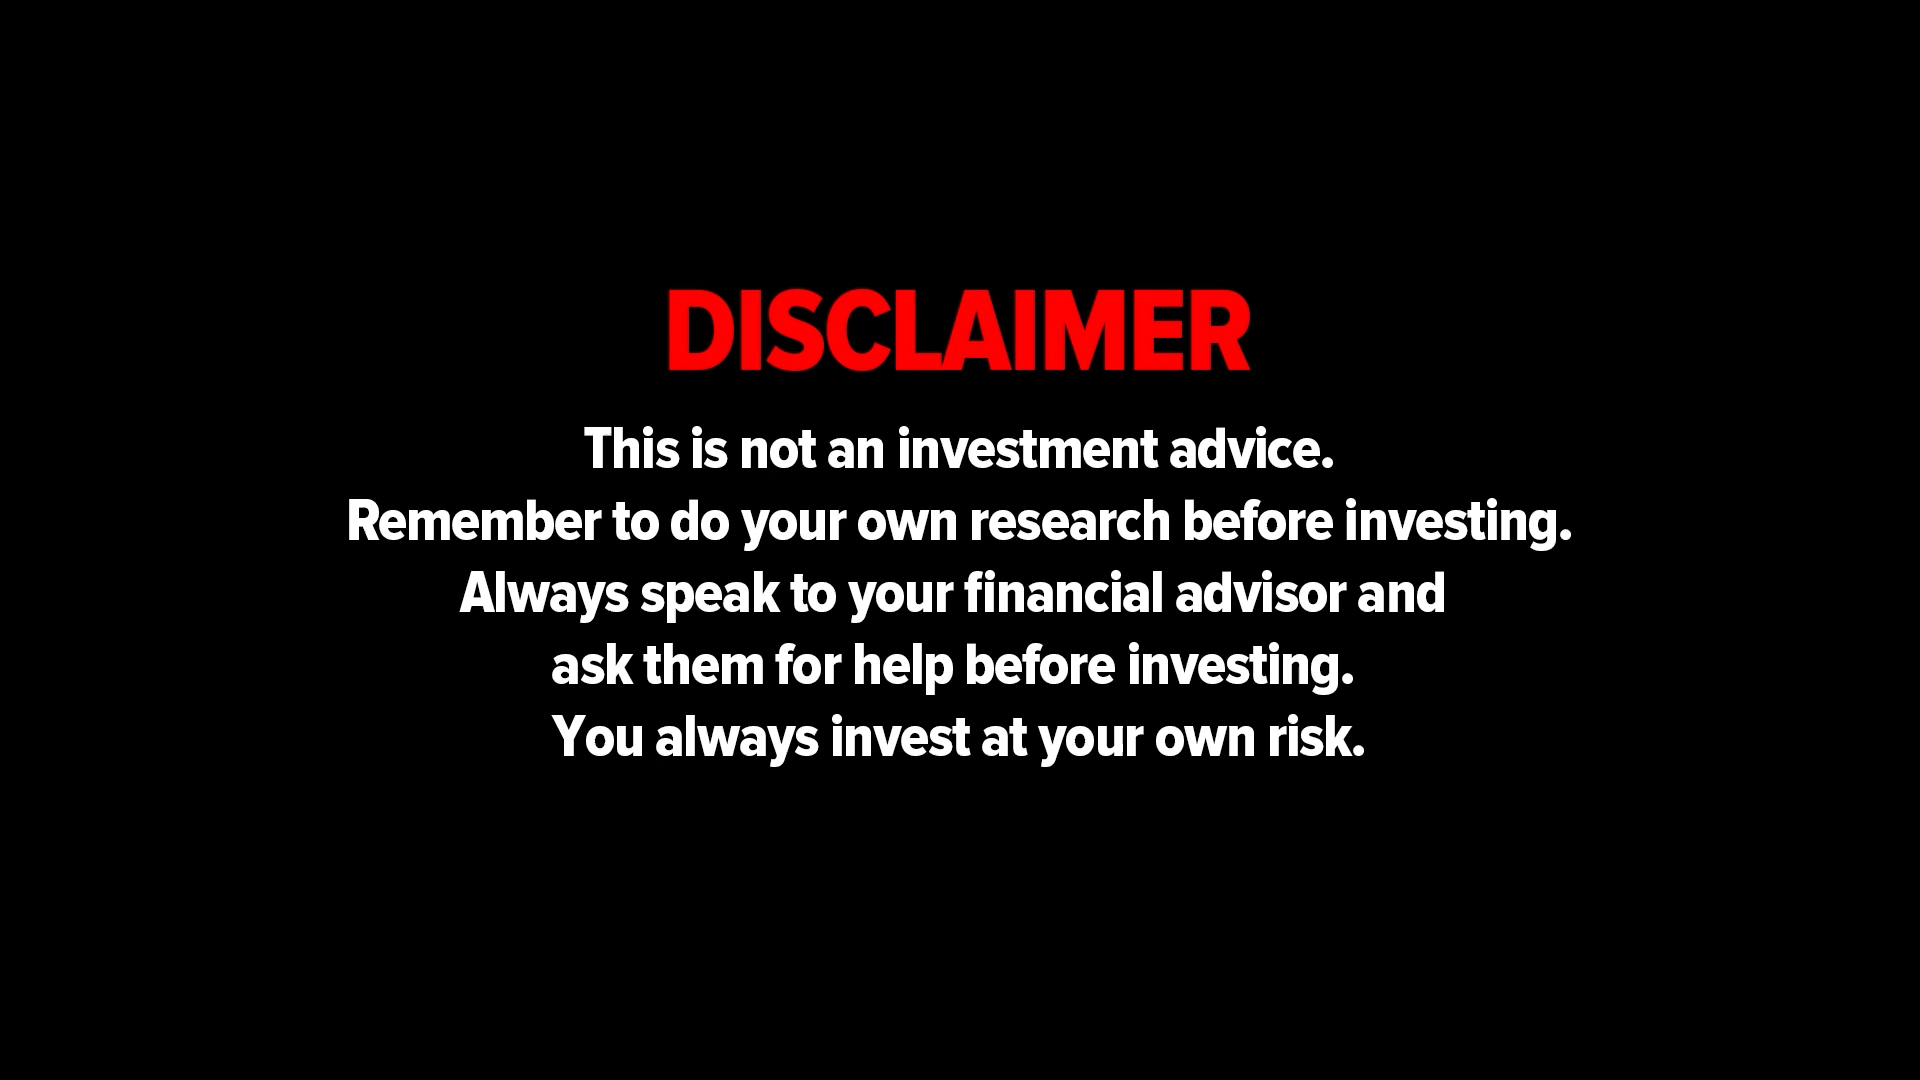 DISCLAIMER
This is not an investment advice.
Remember to do your own research before investing.
Always speak to your financial advisor and
ask them for help before investing.
You always invest at your own risk.